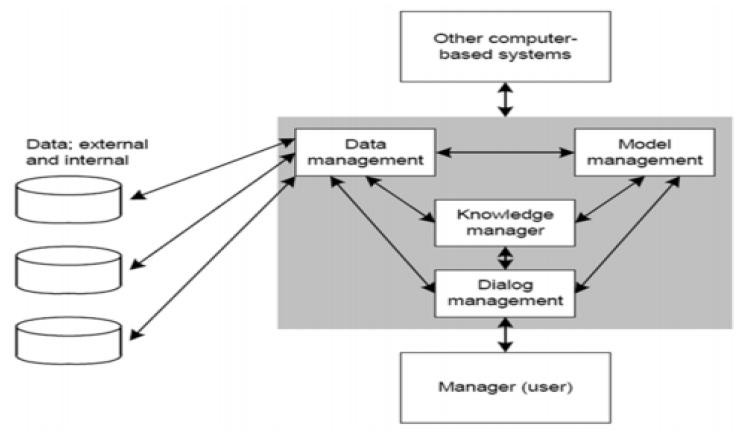 Other computer-
based systems
Data; external
and internal
Data
management
Model
management
Knowledge
manager
Dialog
management
Manager (user)